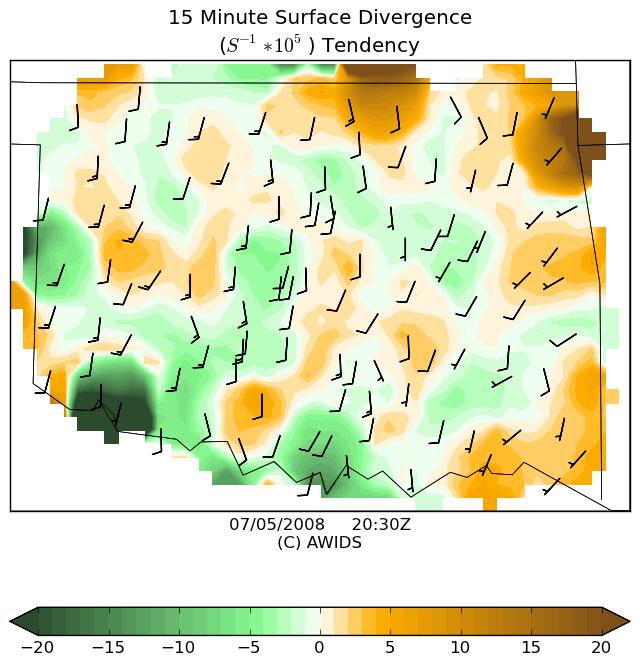 15 Minute Surface Divergence
(S⁻¹ *10⁵ ) Tendency
07/05/2008 20:30Z
(C) AWIDS
−20 −15 −10 −5 0 5 10 15 20